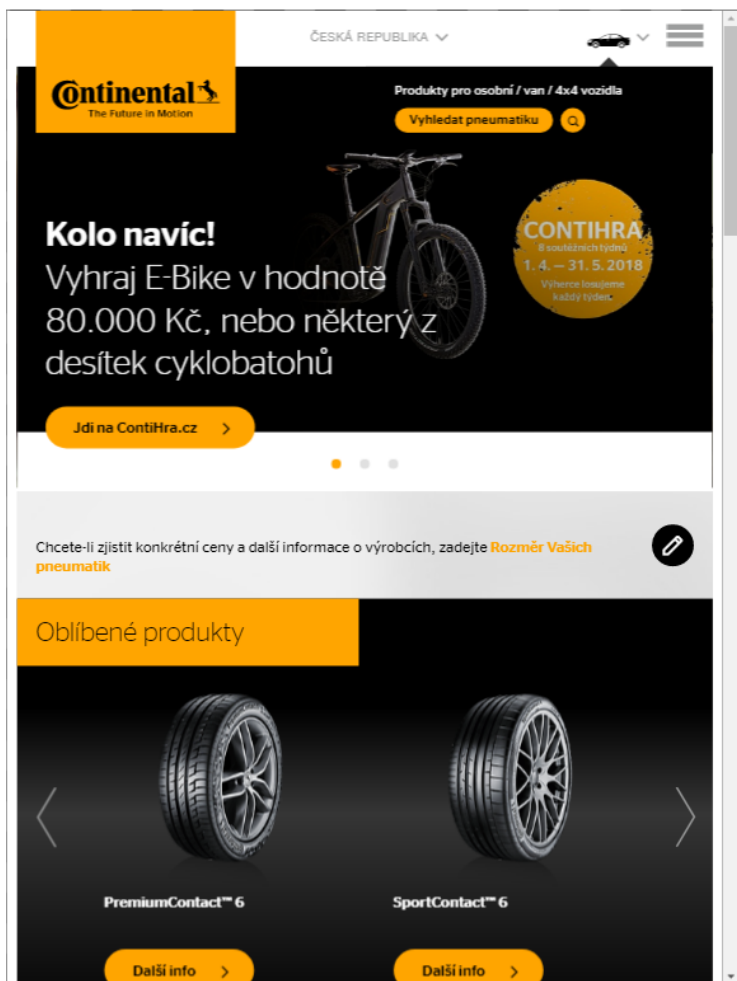 ČESKÁ REPUBLIKA
Continental
The Future in Motion
Produkty pro osobní / van / 4x4 vozidla
Vyhledat pneumatiku
Kolo navíc!
Vyhraj E-Bike v hodnotě
80.000 Kč, nebo některý z
desítek cyklobatohů
CONTIHRA
8 soutěžních týdnů
1. 4. – 31. 5. 2018
Výherce losujeme
každý týden.
Jdi na ContiHra.cz
Chcete-li zjistit konkrétní ceny a další informace o výrobcích, zadejte Rozměr Vašich
pneumatik
Oblíbené produkty
PremiumContact™ 6
SportContact™ 6
Další info
Další info